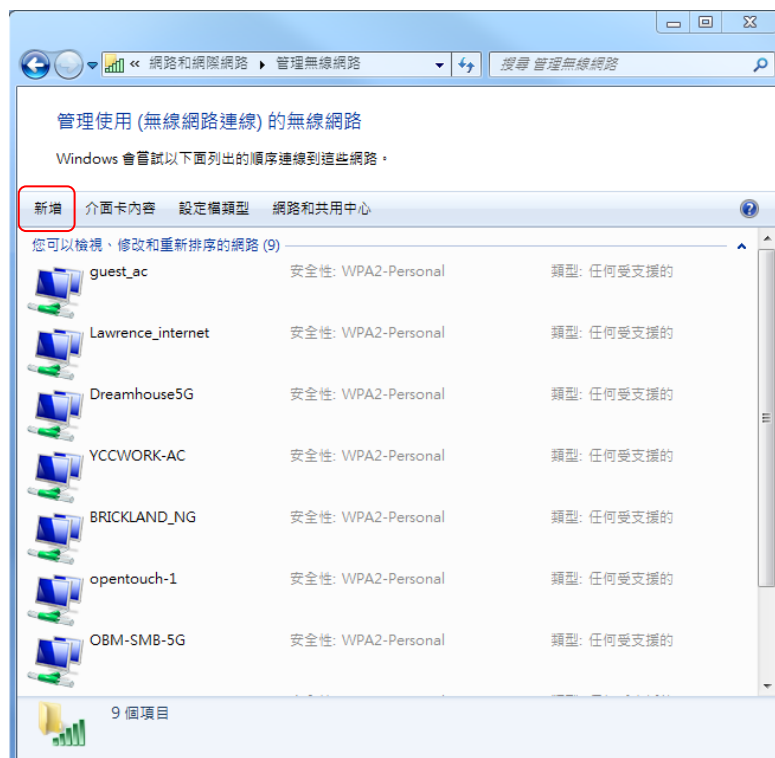 « 網路和網際網路 ▸ 管理無線網路
搜尋 管理無線網路
管理使用 (無線網路連線) 的無線網路
Windows 會嘗試以下面列出的順序連線到這些網路。
新增 介面卡內容 設定檔類型 網路和共用中心
您可以檢視、修改和重新排序的網路 (9)
guest_ac 安全性: WPA2-Personal 類型: 任何受支援的
Lawrence_internet 安全性: WPA2-Personal 類型: 任何受支援的
Dreamhouse5G 安全性: WPA2-Personal 類型: 任何受支援的
YCCWORK-AC 安全性: WPA2-Personal 類型: 任何受支援的
BRICKLAND_NG 安全性: WPA2-Personal 類型: 任何受支援的
opentouch-1 安全性: WPA2-Personal 類型: 任何受支援的
OBM-SMB-5G 安全性: WPA2-Personal 類型: 任何受支援的
9 個項目